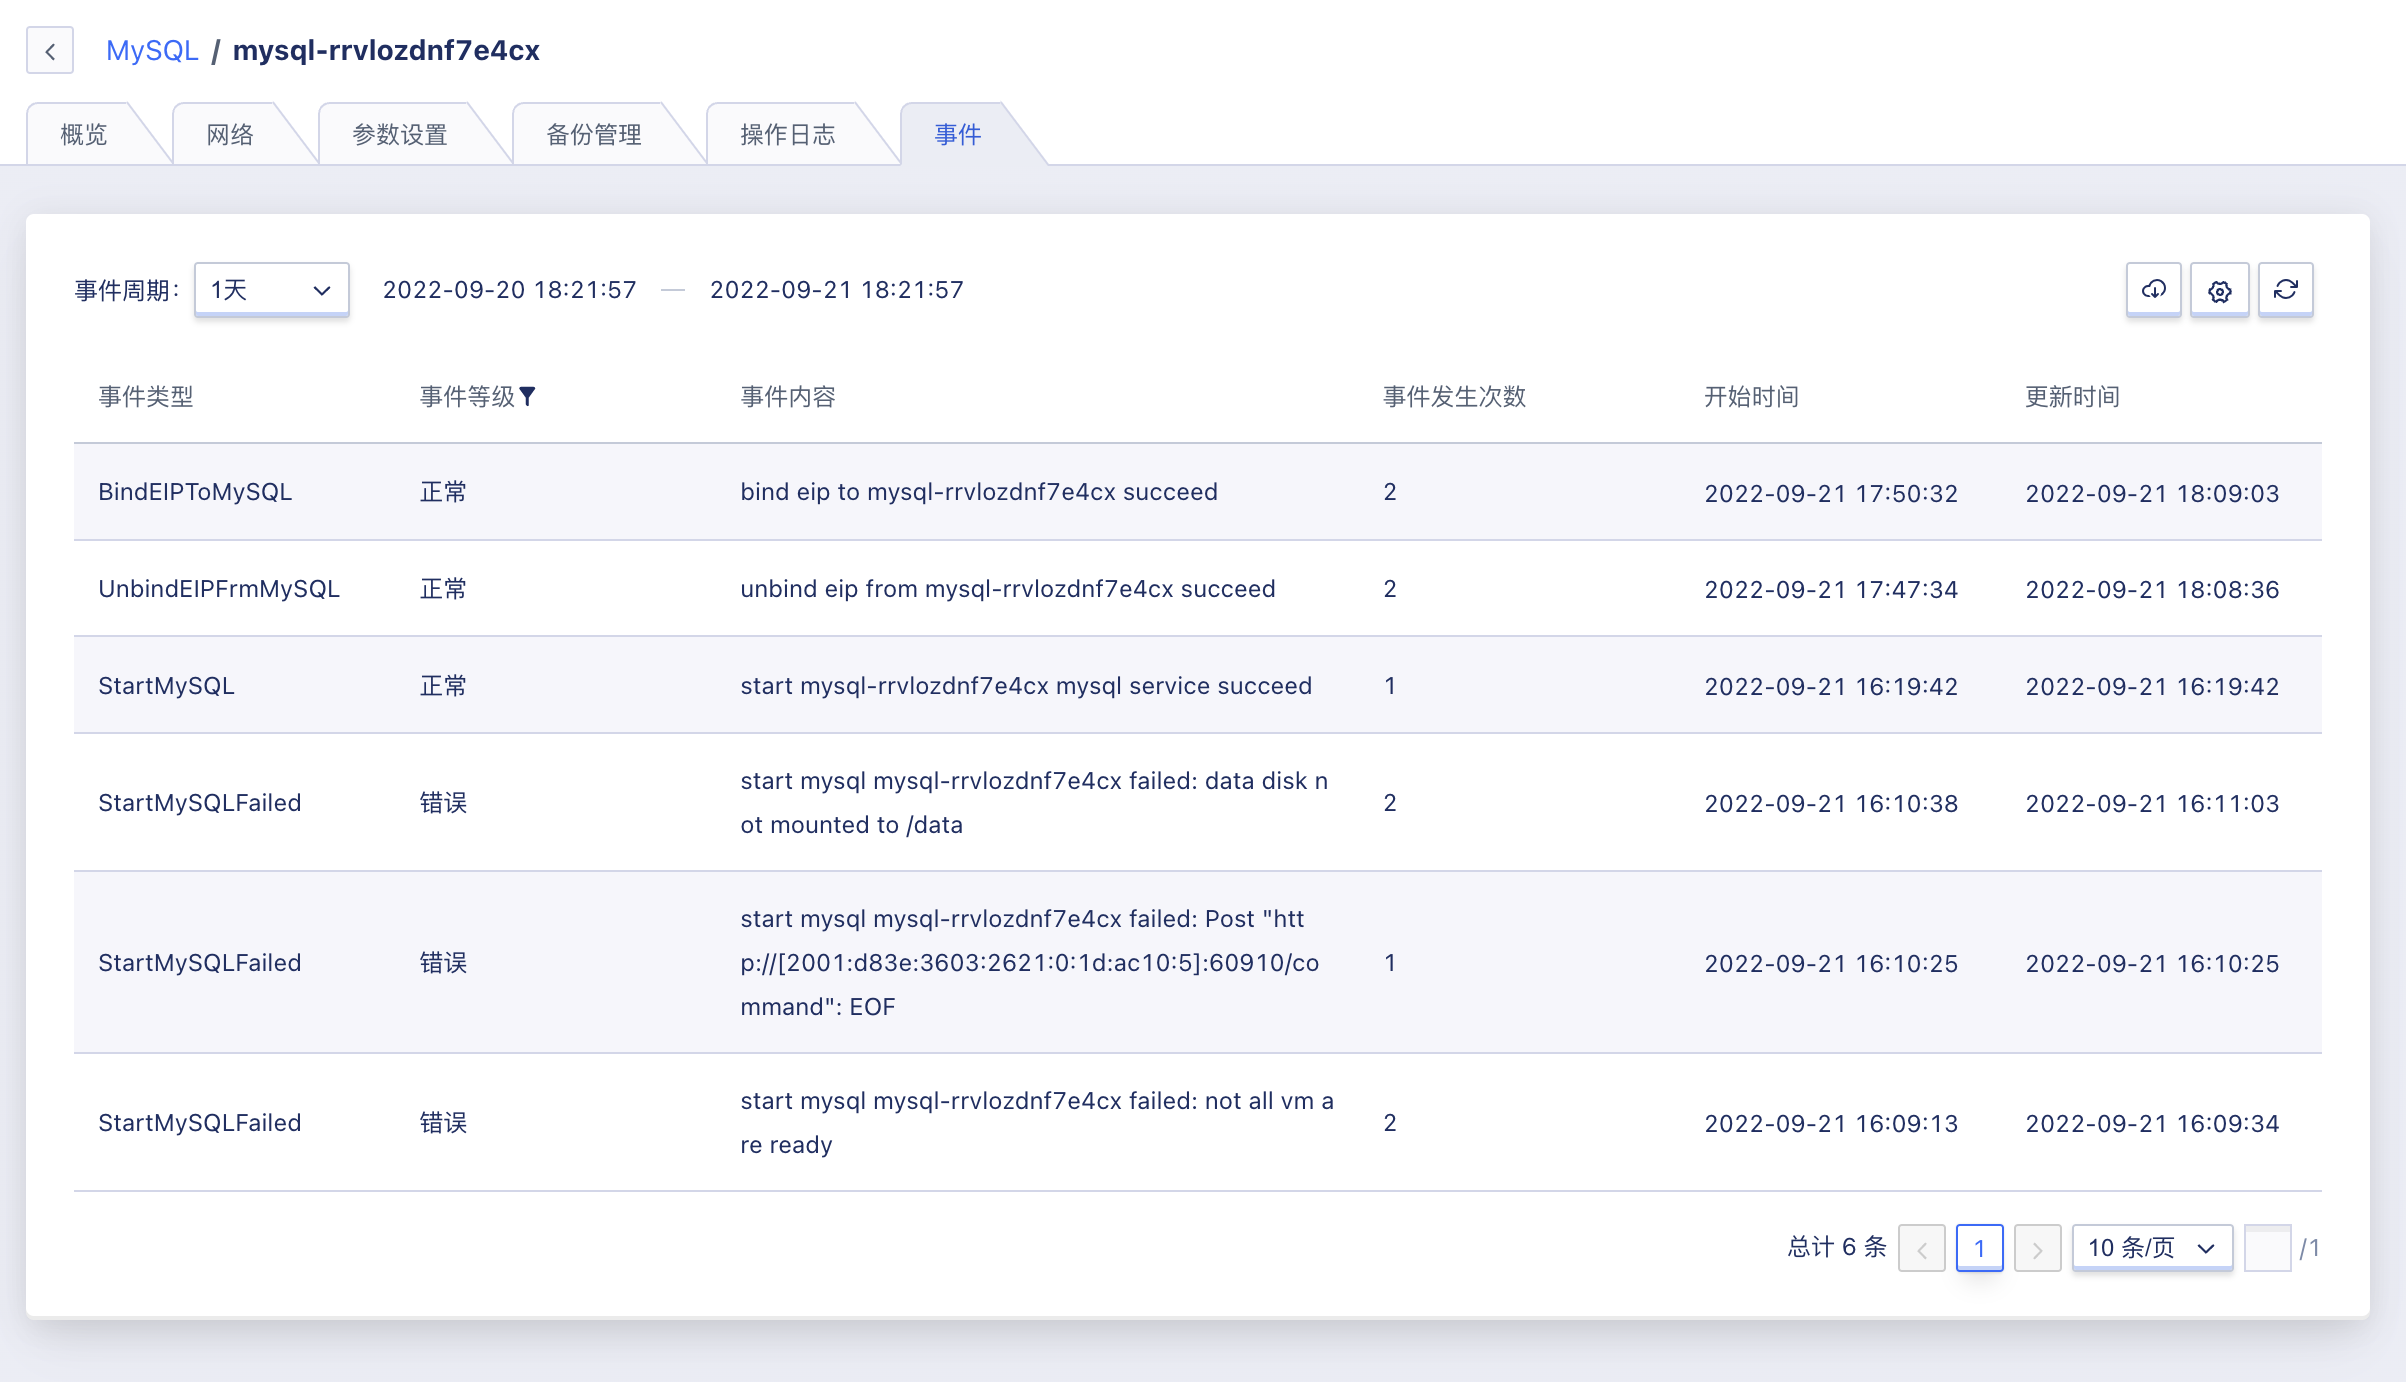 MySQL / mysql-rrvlozdnf7e4cx
概览 网络 参数设置 备份管理 操作日志 事件
事件周期: 1天 2022-09-20 18:21:57 — 2022-09-21 18:21:57
事件类型 事件等级 事件内容 事件发生次数 开始时间 更新时间
BindEIPToMySQL 正常 bind eip to mysql-rrvlozdnf7e4cx succeed 2 2022-09-21 17:50:32 2022-09-21 18:09:03
UnbindEIPFrmMySQL 正常 unbind eip from mysql-rrvlozdnf7e4cx succeed 2 2022-09-21 17:47:34 2022-09-21 18:08:36
StartMySQL 正常 start mysql-rrvlozdnf7e4cx mysql service succeed 1 2022-09-21 16:19:42 2022-09-21 16:19:42
start mysql mysql-rrvlozdnf7e4cx failed: data disk n
StartMySQLFailed 错误 2 2022-09-21 16:10:38 2022-09-21 16:11:03
ot mounted to /data
start mysql mysql-rrvlozdnf7e4cx failed: Post "htt
StartMySQLFailed 错误 p://[2001:d83e:3603:2621:0:1d:ac10:5]:60910/co 1 2022-09-21 16:10:25 2022-09-21 16:10:25
mmand": EOF
start mysql mysql-rrvlozdnf7e4cx failed: not all vm a
StartMySQLFailed 错误 2 2022-09-21 16:09:13 2022-09-21 16:09:34
re ready
总计 6 条 1 10 条/页 /1